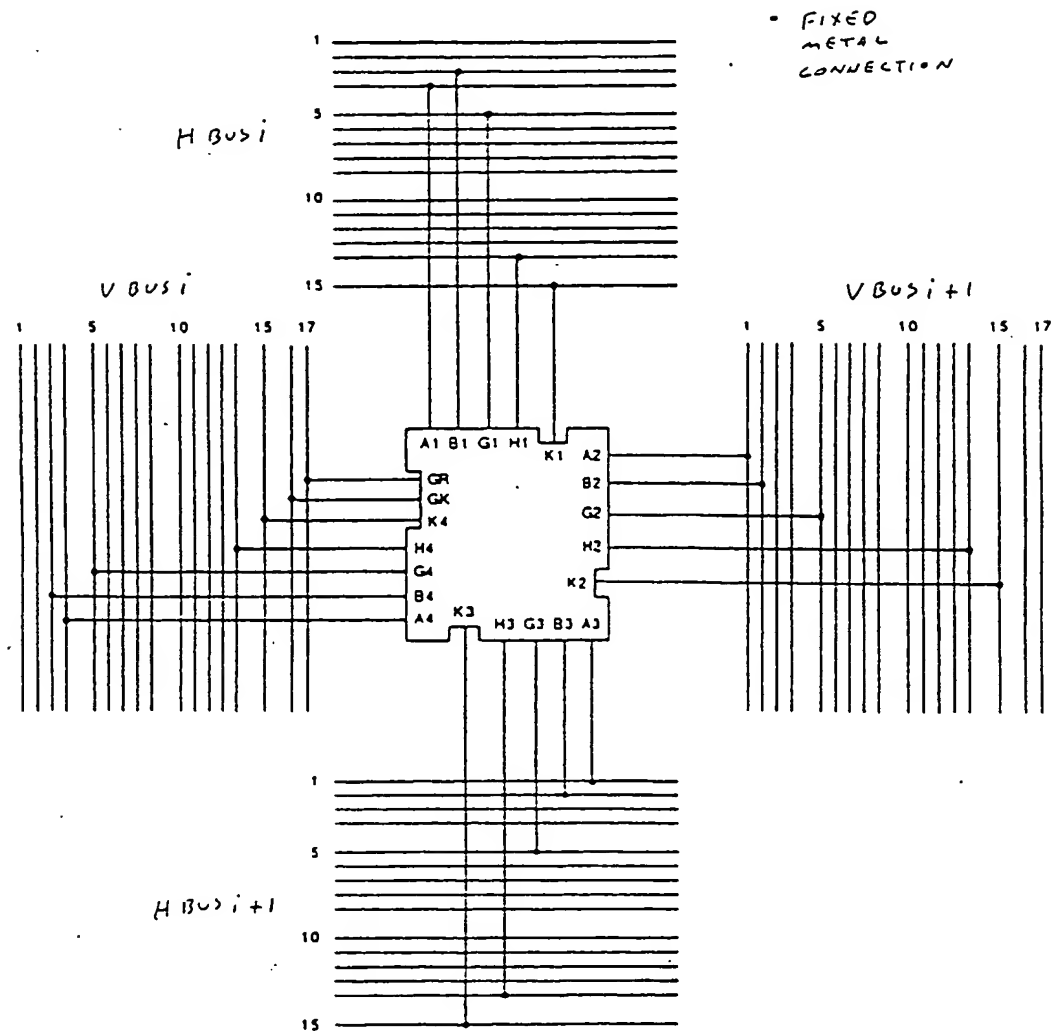 • FIXED
METAL
CONNECTION
1
5
H BUS i
10
15
V BUS i
V BUS i+1
1 5 10 15 17
1 5 10 15 17
A1 B1 G1 H1
K1
A2
GR
B2
GK
G2
K4
H4
H2
G4
K2
B4
K3
A4
H3 G3 B3 A3
1
5
H BUS i+1
10
15